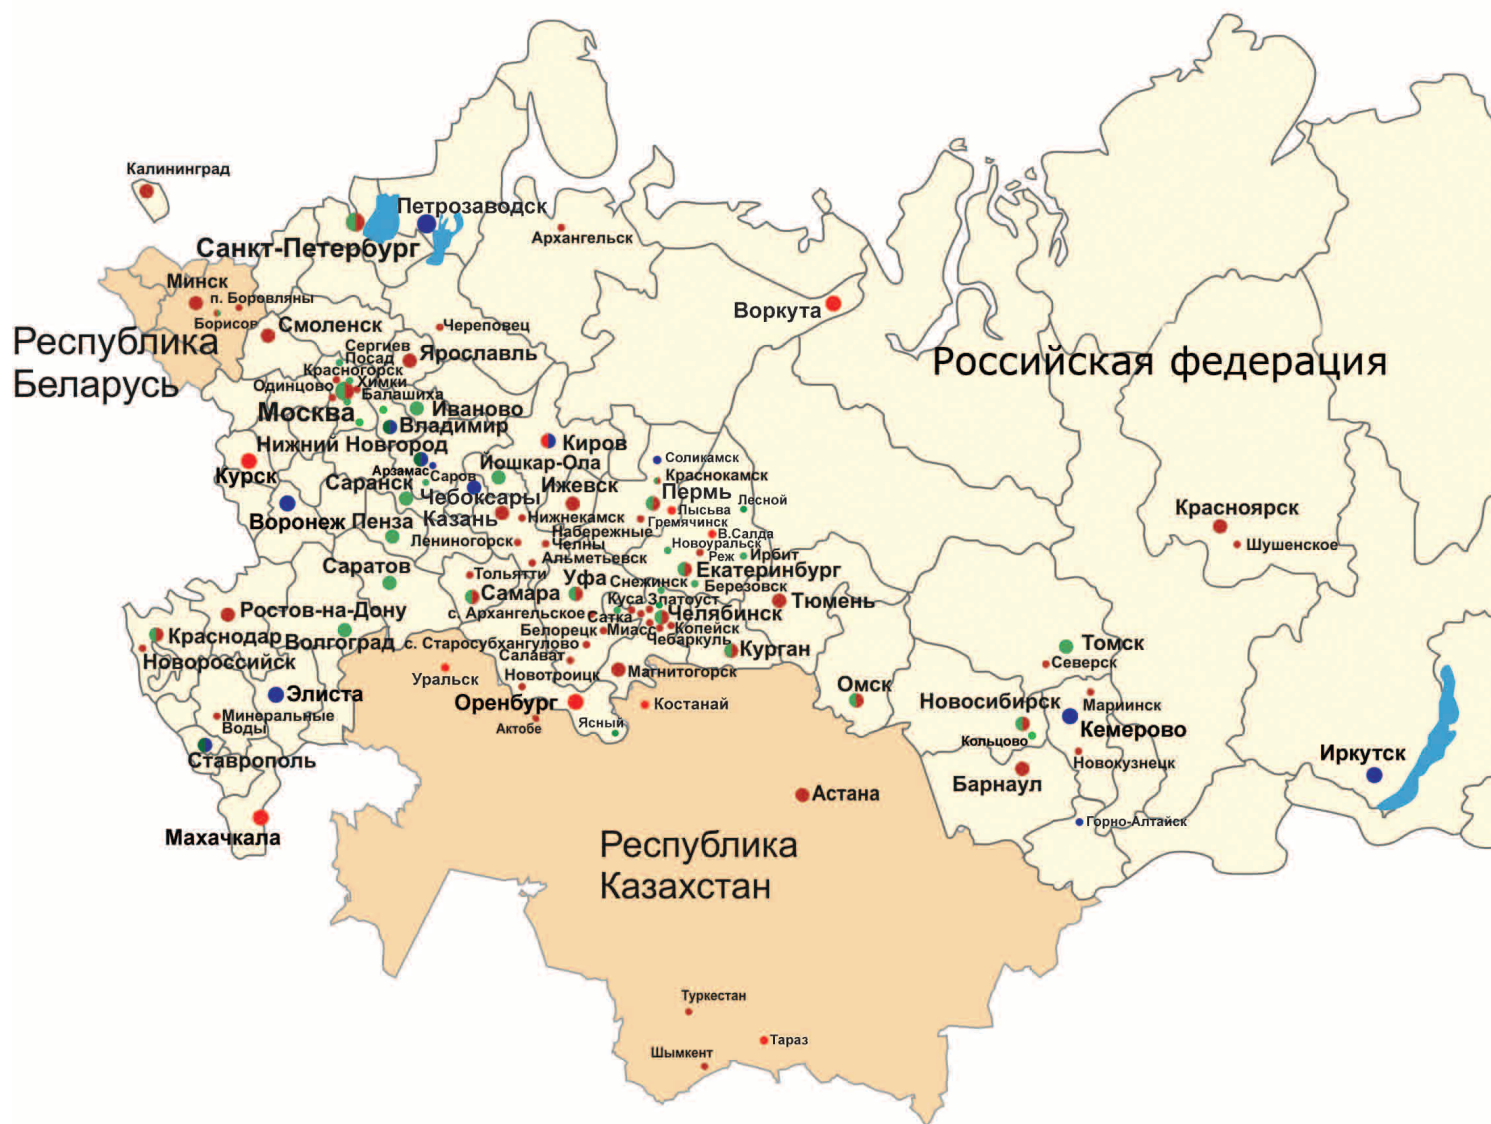 Калининград
Петрозаводск
Архангельск
Санкт-Петербург
Минск
п. Боровляны
Борисов
Воркута
Смоленск
Череповец
Республика
Беларусь
Сергиев
Посад
Ярославль
Российская федерация
Красногорск
Одинцово
Химки
Балашиха
Москва
Иваново
Владимир
Нижний Новгород
Киров
Курск
Арзамас
Саров
Йошкар-Ола
Соликамск
Краснокамск
Саранск
Чебоксары
Ижевск
Пермь
Лесной
Лысьва
Красноярск
Воронеж
Пенза
Казань
Нижнекамск
Гремячинск
Набережные
Челны
В.Салда
Лениногорск
Новоуральск
Шушенское
Альметьевск
Реж
Ирбит
Саратов
Тольятти
Уфа
Снежинск
Екатеринбург
Березовск
Самара
Куса
Златоуст
Тюмень
Ростов-на-Дону
с. Архангельское
Сатка
Челябинск
Краснодар
Волгоград
Белорецк
Миасс
Копейск
Чебаркуль
с. Старосубхангулово
Курган
Томск
Новороссийск
Салават
Северск
Уральск
Новотроицк
Магнитогорск
Омск
Элиста
Оренбург
Костанай
Новосибирск
Мариинск
Минеральные
Воды
Актобе
Ясный
Кольцово
Кемерово
Ставрополь
Новокузнецк
Иркутск
Барнаул
Астана
Горно-Алтайск
Махачкала
Республика
Казахстан
Туркестан
Тараз
Шымкент